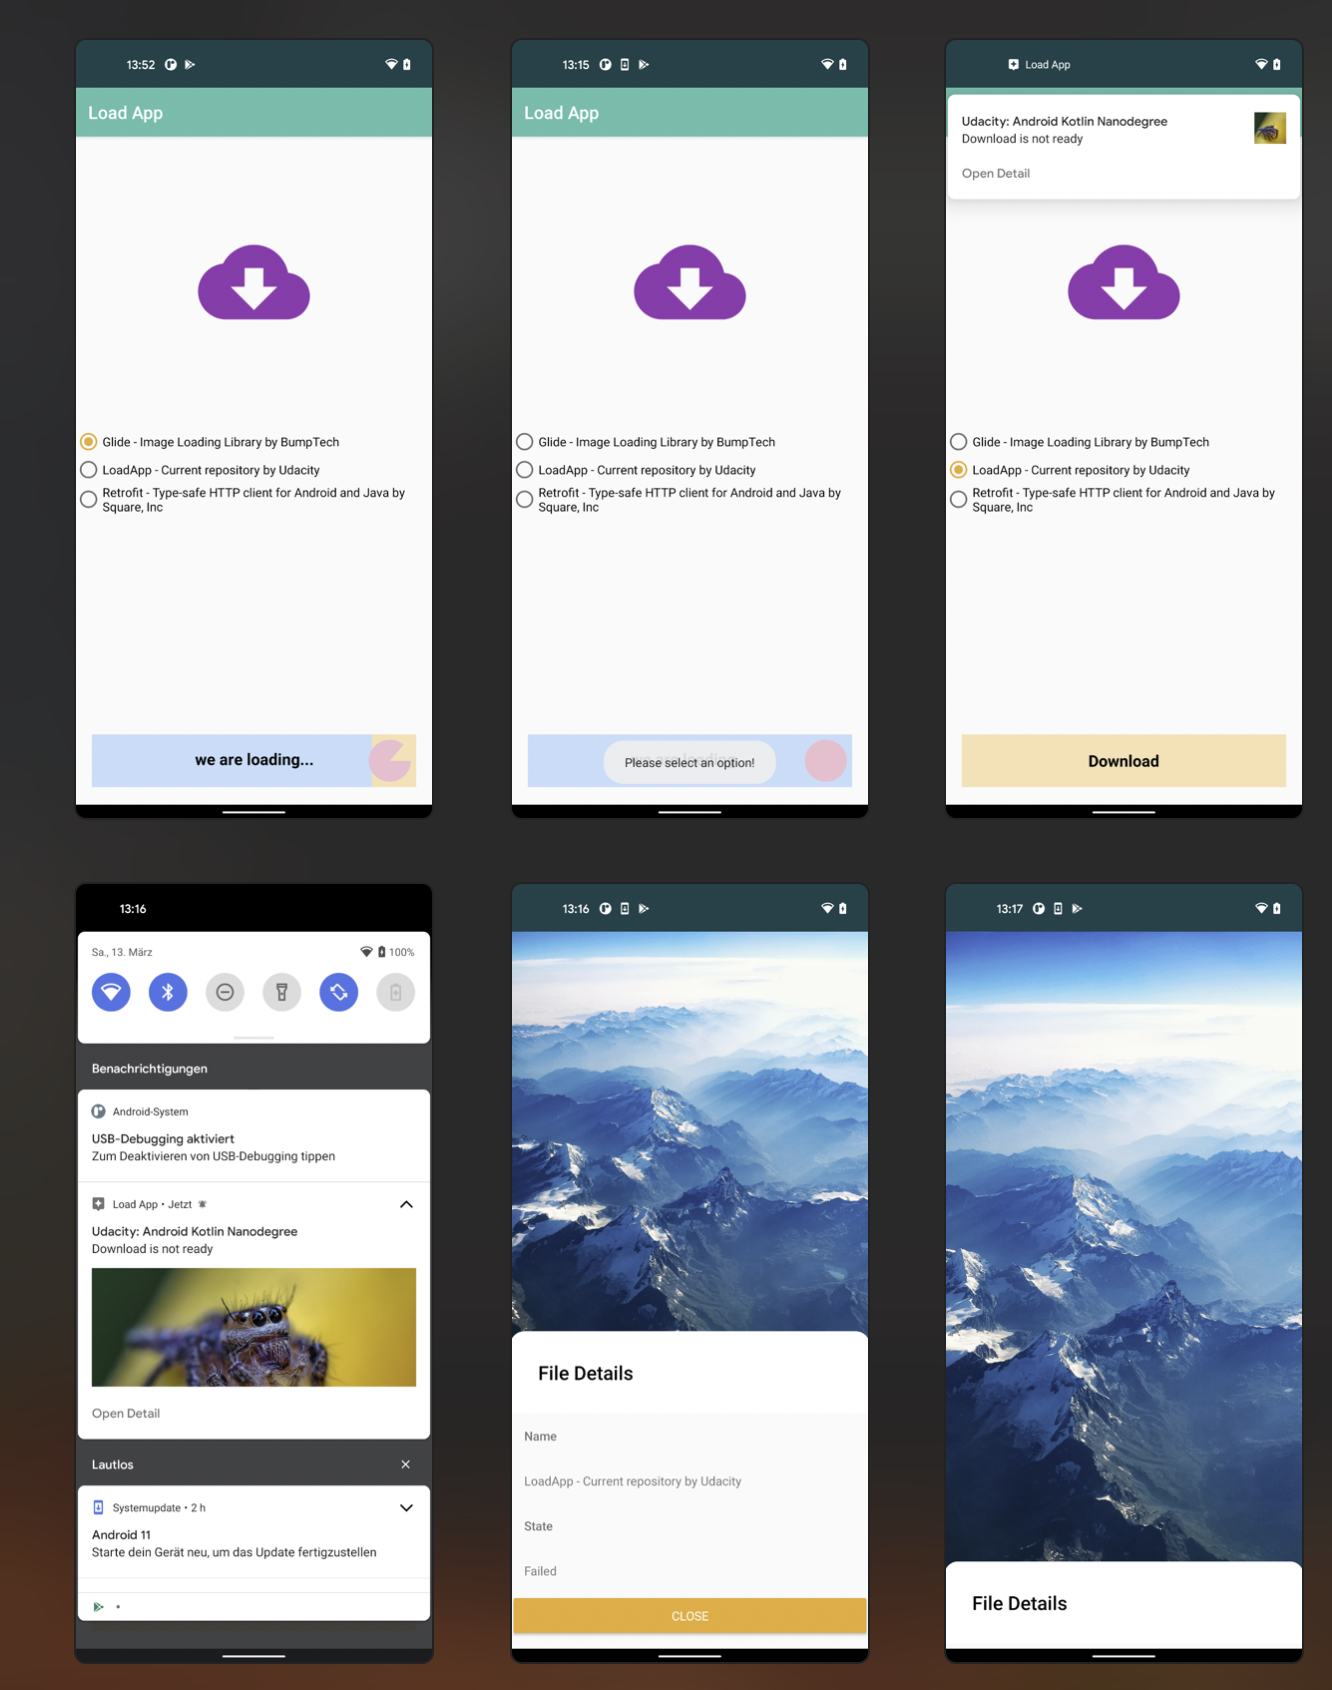 13:52
Load App
Glide - Image Loading Library by BumpTech
LoadApp - Current repository by Udacity
Retrofit - Type-safe HTTP client for Android and Java by
Square, Inc
we are loading...
13:15
Load App
Glide - Image Loading Library by BumpTech
LoadApp - Current repository by Udacity
Retrofit - Type-safe HTTP client for Android and Java by
Square, Inc
Please select an option!
Load App
Udacity: Android Kotlin Nanodegree
Download is not ready
Open Detail
Glide - Image Loading Library by BumpTech
LoadApp - Current repository by Udacity
Retrofit - Type-safe HTTP client for Android and Java by
Square, Inc
Download
13:16
Sa., 13. März
100%
Benachrichtigungen
Android-System
USB-Debugging aktiviert
Zum Deaktivieren von USB-Debugging tippen
Load App • Jetzt
Udacity: Android Kotlin Nanodegree
Download is not ready
Open Detail
Lautlos
Systemupdate • 2 h
Android 11
Starte dein Gerät neu, um das Update fertigzustellen
13:16
File Details
Name
LoadApp - Current repository by Udacity
State
Failed
CLOSE
13:17
File Details